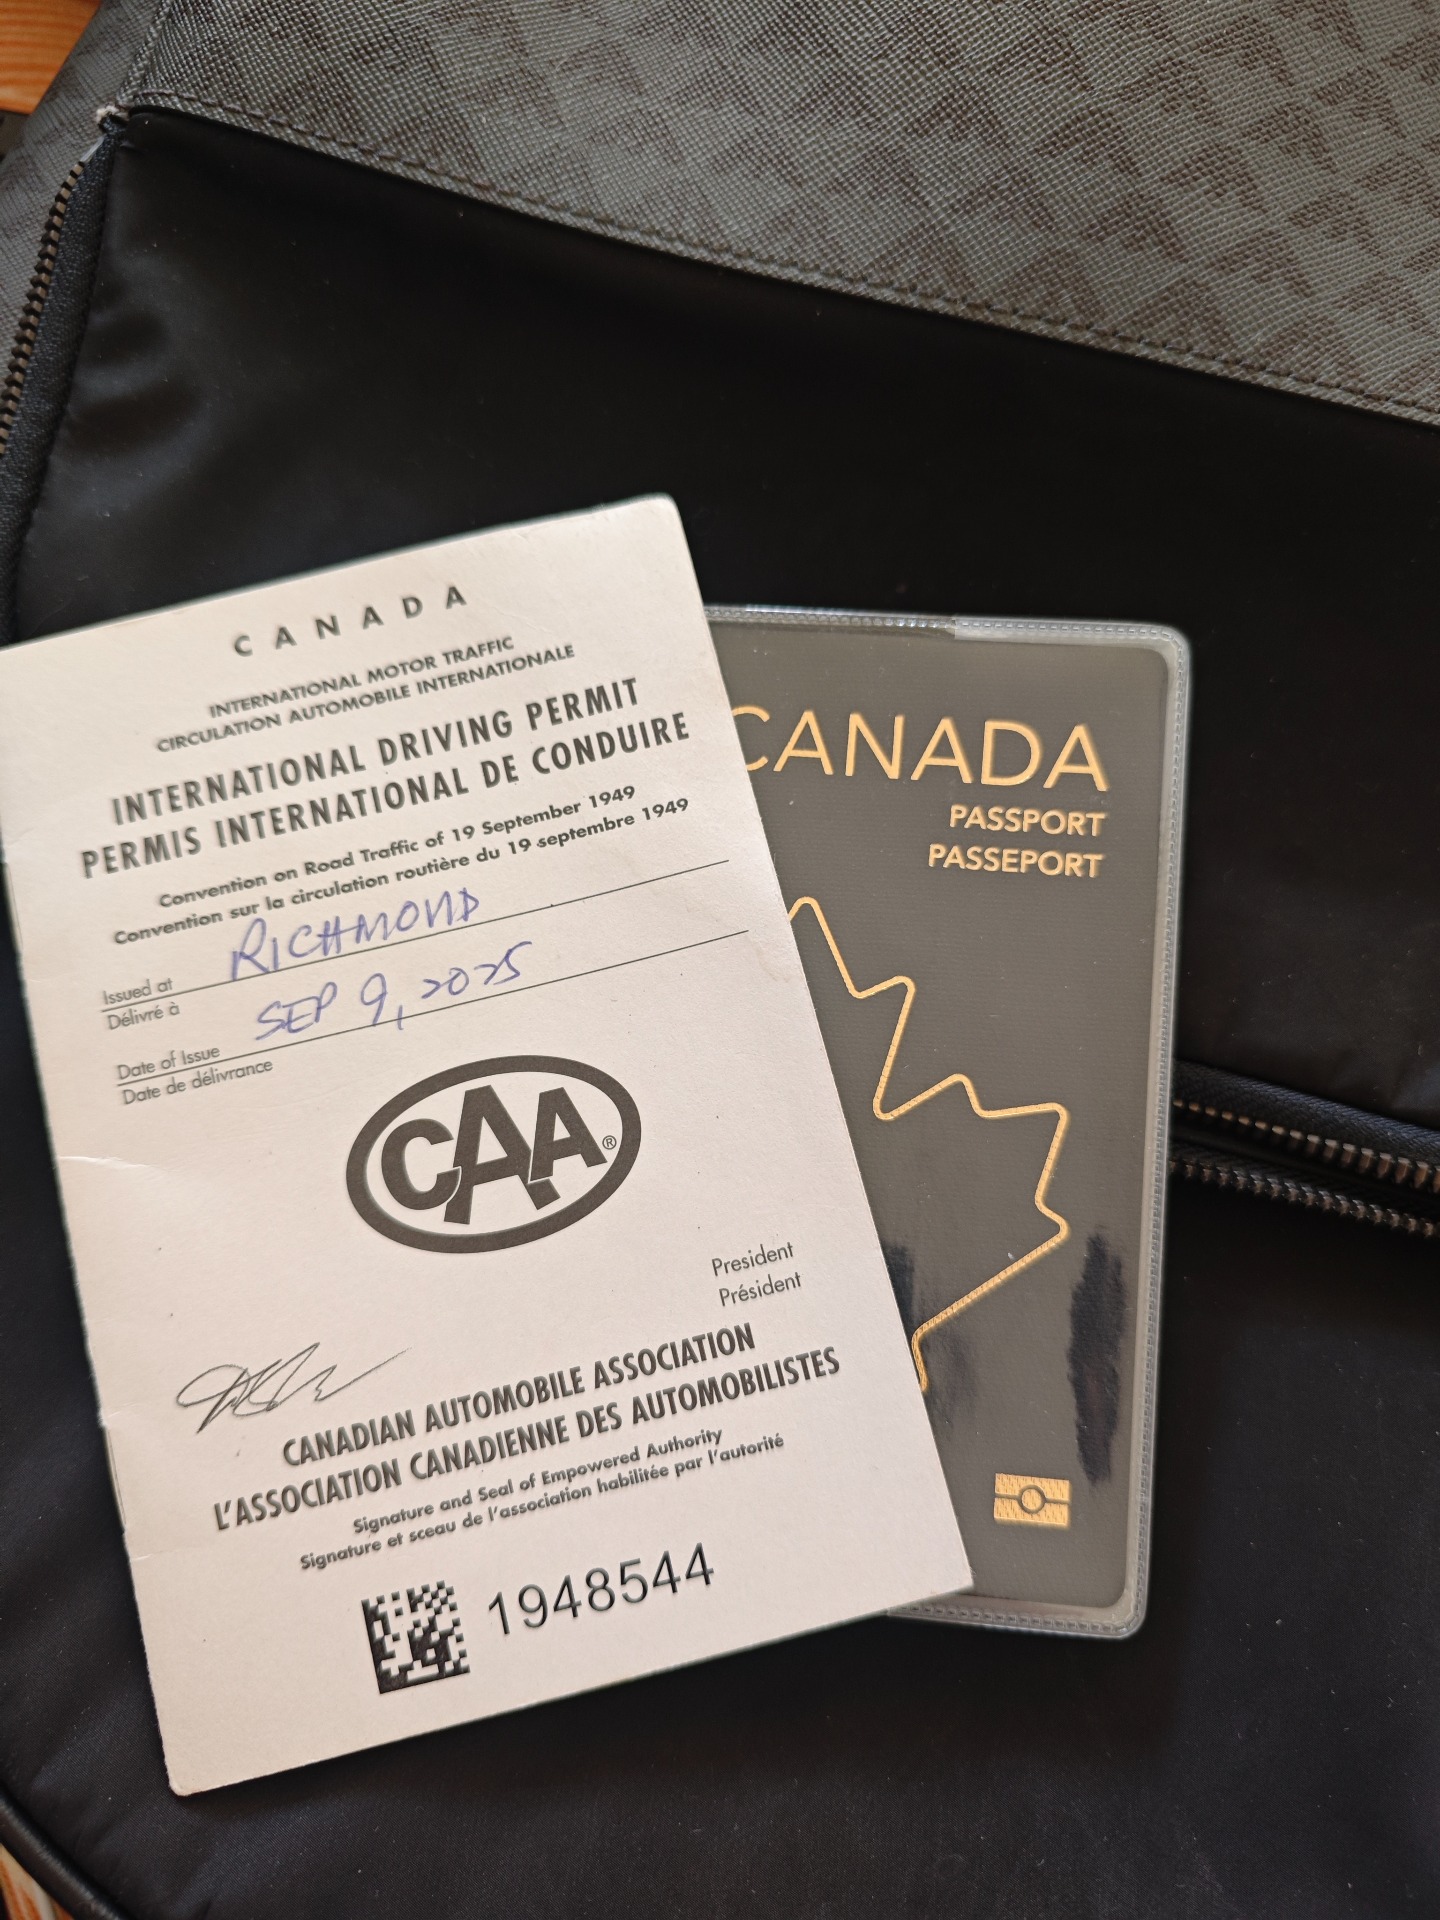 CANADA
INTERNATIONAL MOTOR TRAFFIC
CIRCULATION AUTOMOBILE INTERNATIONALE
INTERNATIONAL DRIVING PERMIT
PERMIS INTERNATIONAL DE CONDUIRE
Convention on Road Traffic of 19 September 1949
Convention sur la circulation routière du 19 septembre 1949
Issued at RICHMOND
Délivré à
Date of Issue SEP 9, 2025
Date de délivrance
CAA®
President
Président
CANADIAN AUTOMOBILE ASSOCIATION
L'ASSOCIATION CANADIENNE DES AUTOMOBILISTES
Signature and Seal of Empowered Authority
Signature et sceau de l'association habilitée par l'autorité
1948544
CANADA
PASSPORT
PASSEPORT